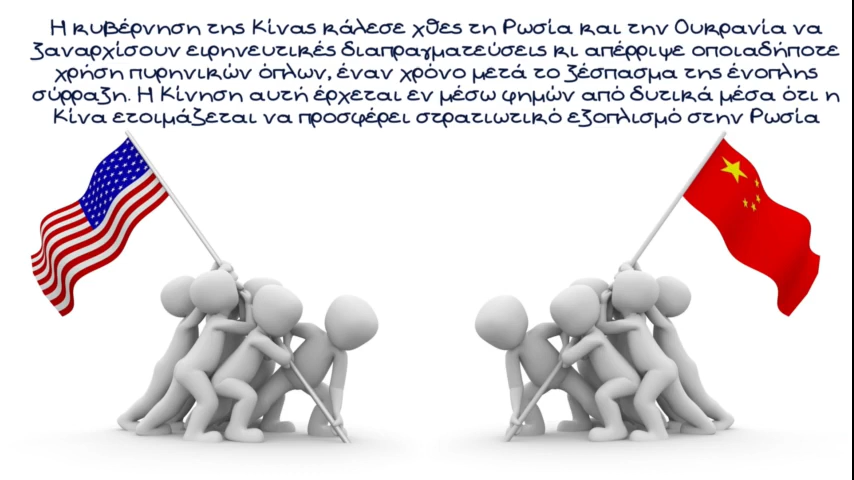 Η κυβέρνηση της Κίνας κάλεσε χθες τη Ρωσία και την Ουκρανία να
ξαναρχίσουν ειρηνευτικές διαπραγματεύσεις κι απέρριψε οποιαδήποτε
χρήση πυρηνικών όπλων, έναν χρόνο μετά το ξέσπασμα της ένοπλης
σύρραξη. Η Κίνηση αυτή έρχεται εν μέσω φημών από δυτικά μέσα ότι η
Κίνα ετοιμάζεται να προσφέρει στρατιωτικό εξοπλισμό στην Ρωσία